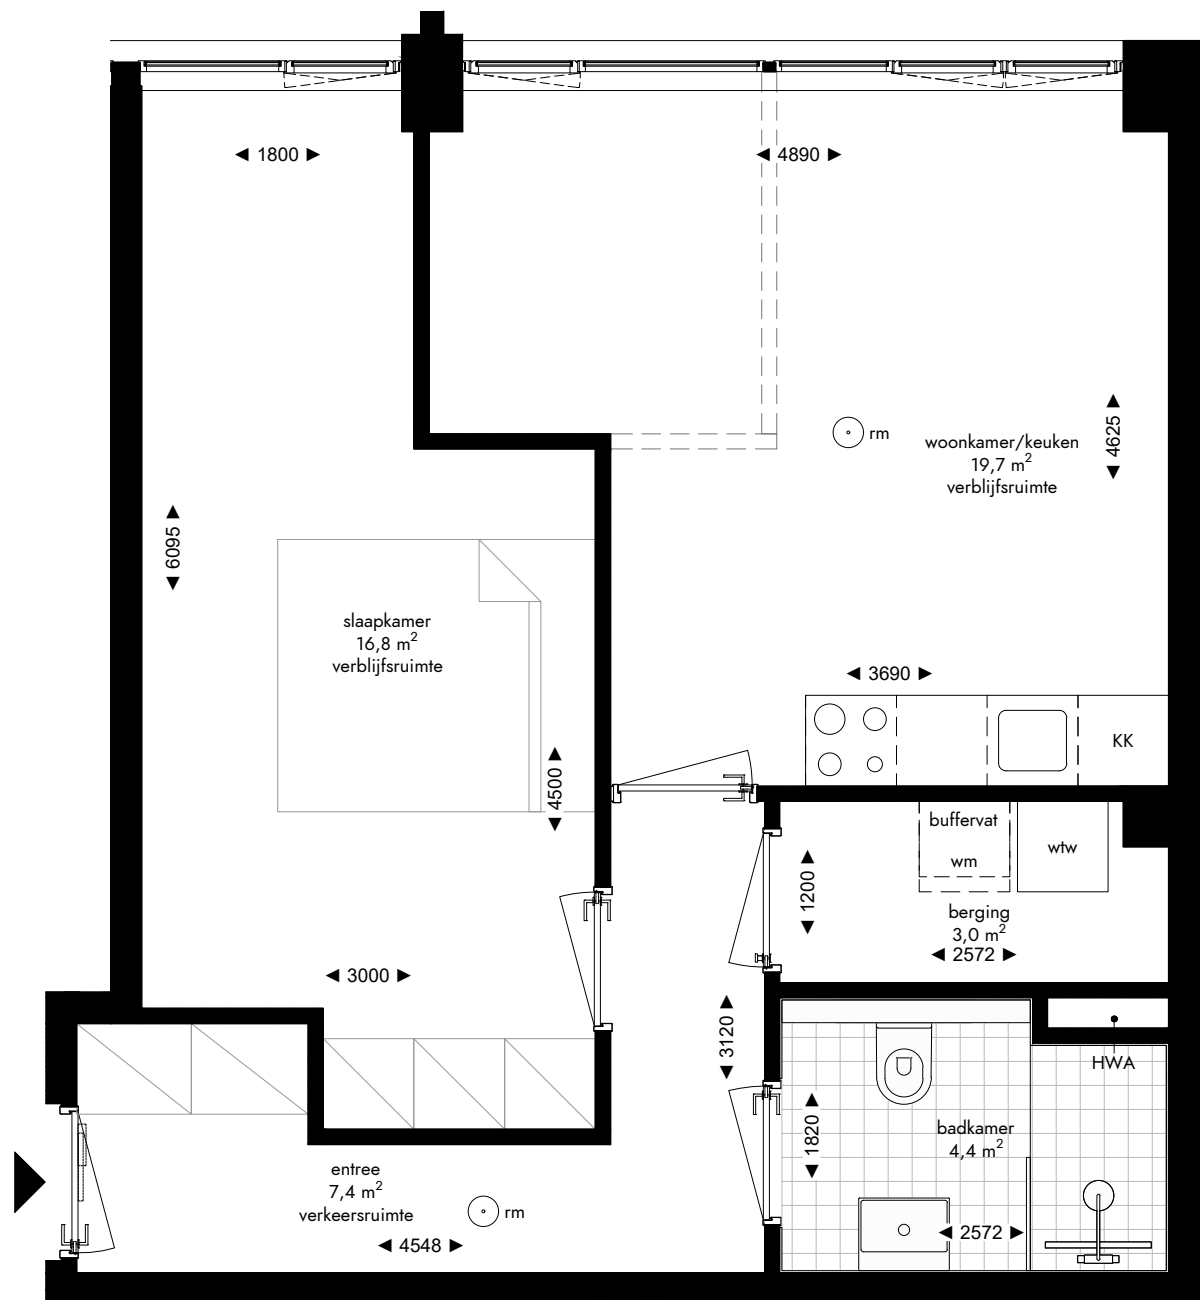 ◄ 1800 ►
◄ 4890 ►
rm
woonkamer/keuken
19,7 m²
verblijfsruimte
◄ 4625 ►
◄ 6095 ►
slaapkamer
16,8 m²
verblijfsruimte
◄ 3690 ►
KK
◄ 4500 ►
buffervat
wm
wtw
◄ 1200 ►
berging
3,0 m²
◄ 2572 ►
◄ 3000 ►
◄ 3120 ►
HWA
badkamer
4,4 m²
◄ 1820 ►
entree
7,4 m²
verkeersruimte
rm
◄ 4548 ►
◄ 2572 ►